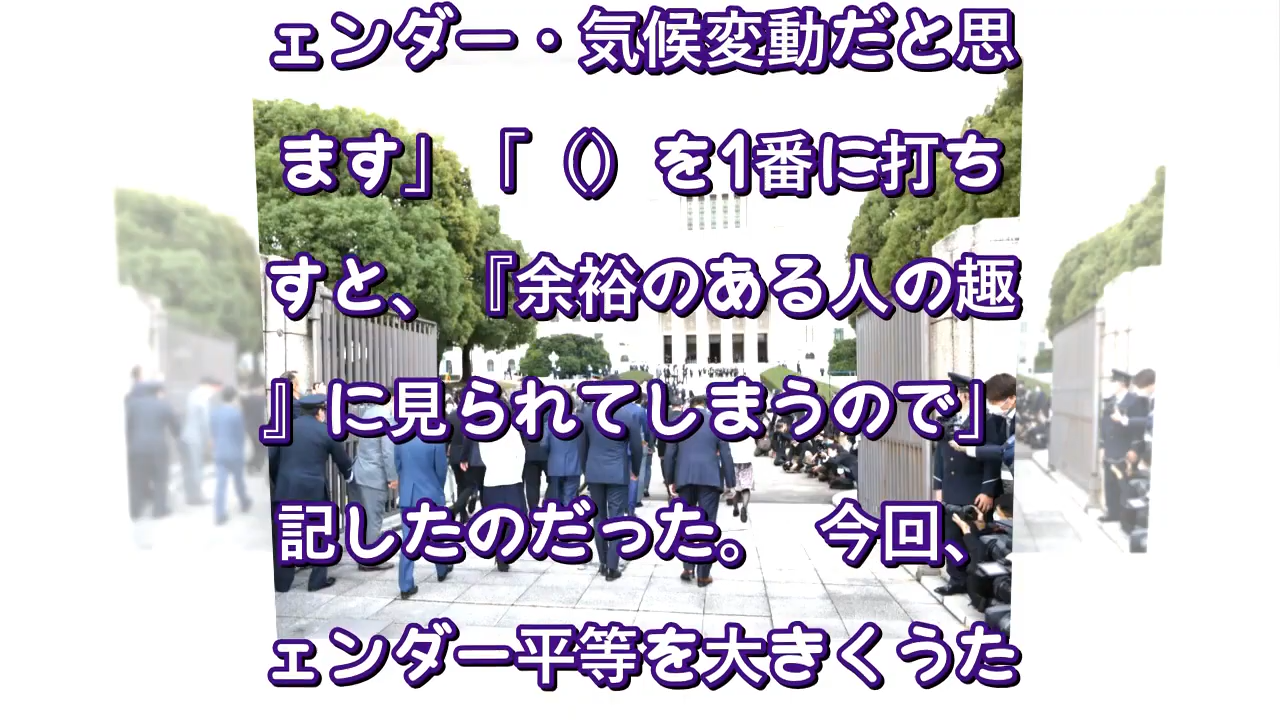 ェンダー・気候変動だと思
ます」「（）を1番に打ち
すと、『余裕のある人の趣
』に見られてしまうので」
記したのだった。　今回、
ェンダー平等を大きくうた